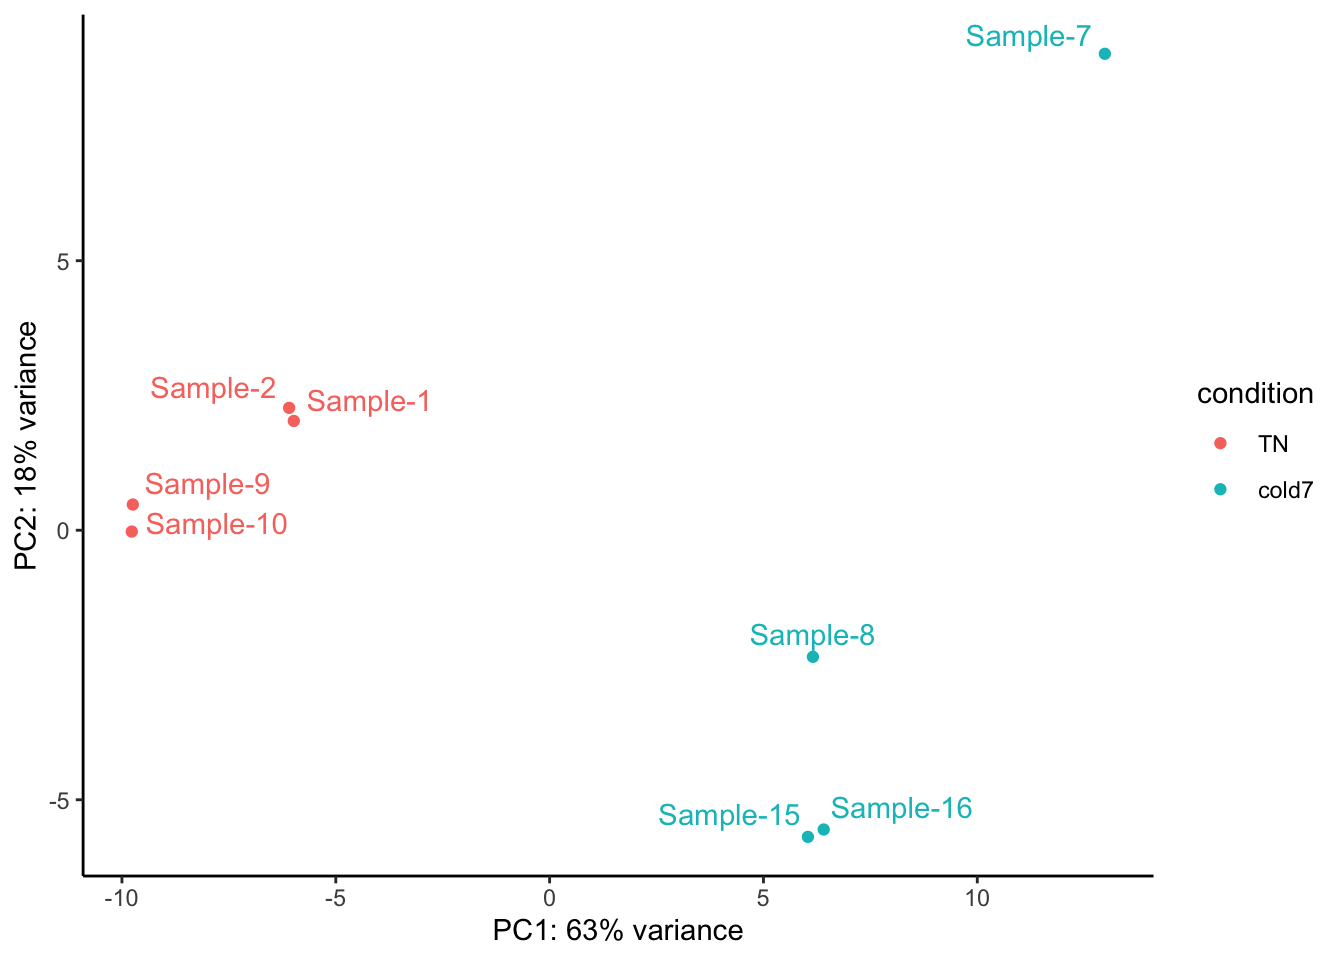 Sample-7
5
Sample-2
Sample-1
Sample-9
Sample-10
0
Sample-8
-5
Sample-15
Sample-16
-10
-5
0
5
10
PC1: 63% variance
PC2: 18% variance
condition
TN
cold7